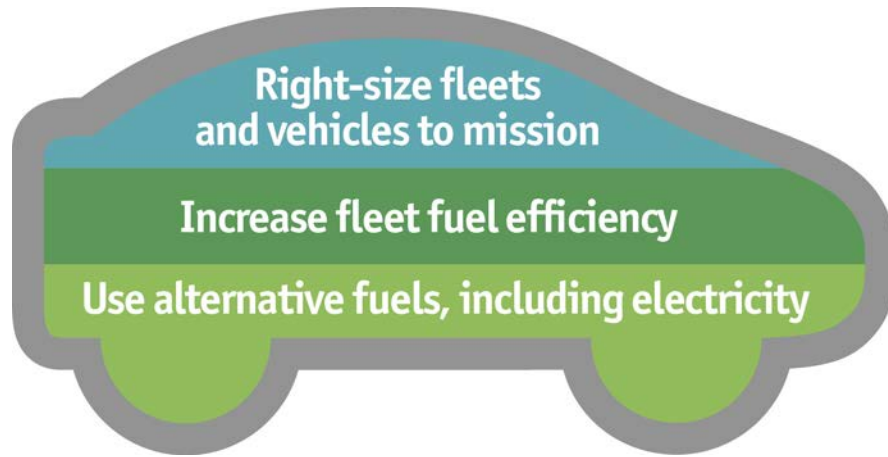 Right-size fleets
and vehicles to mission
Increase fleet fuel efficiency
Use alternative fuels, including electricity